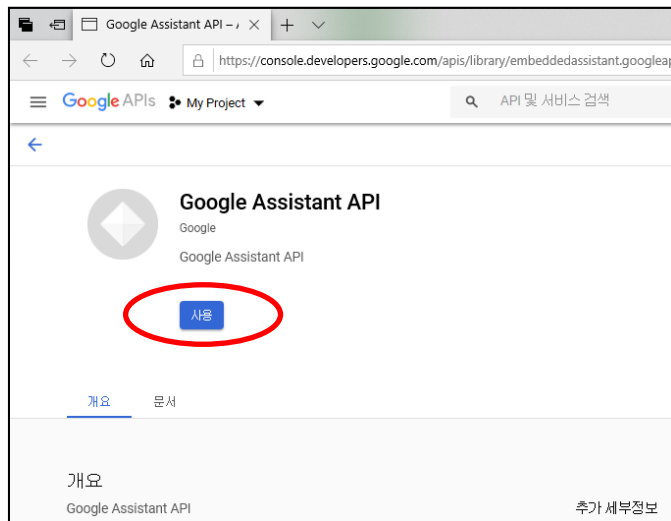 Google Assistant API – A
https://console.developers.google.com/apis/library/embeddedassistant.googleap
Google APIs My Project API 및 서비스 검색
Google Assistant API
Google
Google Assistant API
사용
개요 문서
개요
Google Assistant API
추가 세부정보